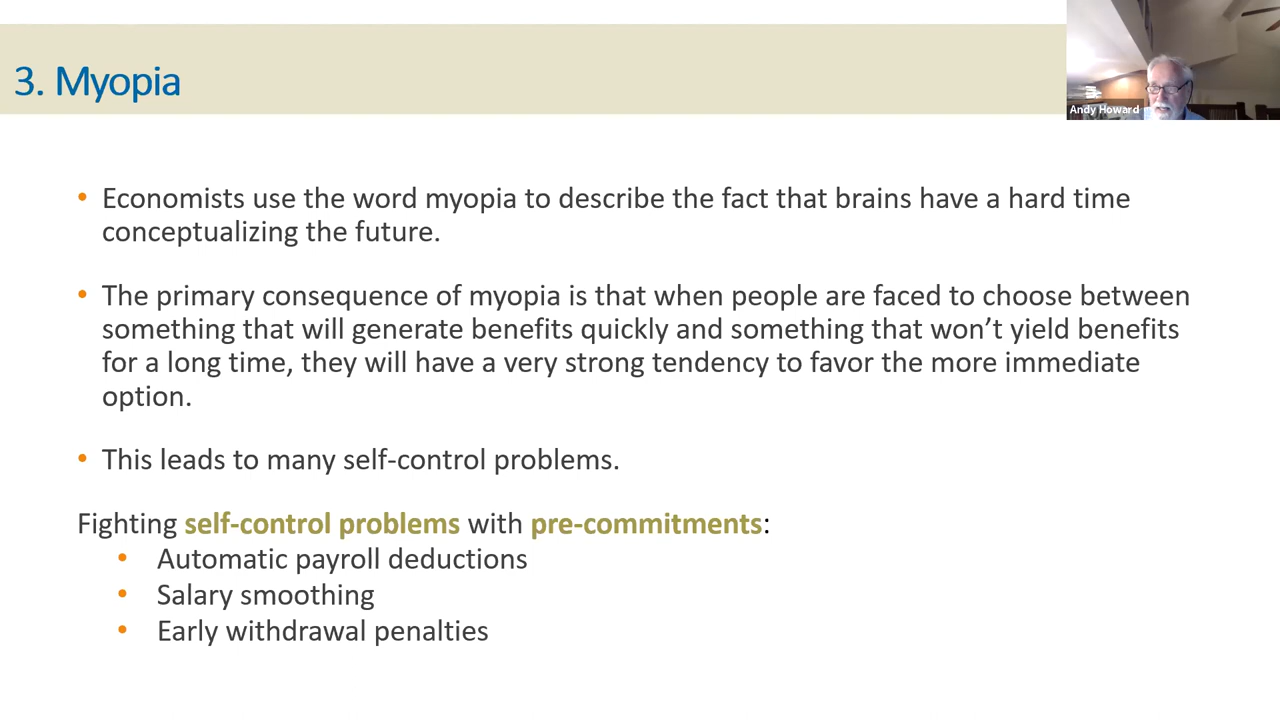 3. Myopia
Andy Howard
• Economists use the word myopia to describe the fact that brains have a hard time
conceptualizing the future.
• The primary consequence of myopia is that when people are faced to choose between
something that will generate benefits quickly and something that won’t yield benefits
for a long time, they will have a very strong tendency to favor the more immediate
option.
• This leads to many self-control problems.
Fighting self-control problems with pre-commitments:
• Automatic payroll deductions
• Salary smoothing
• Early withdrawal penalties